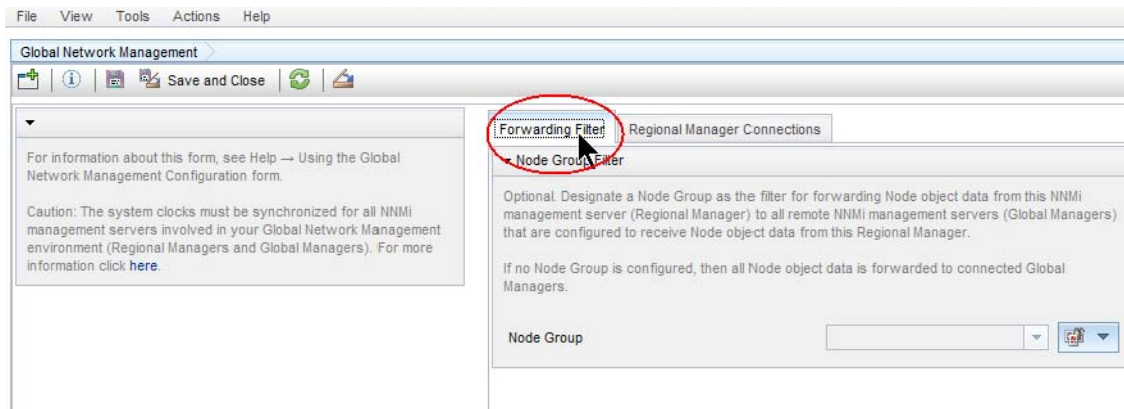 File View Tools Actions Help
Global Network Management
Save and Close
For information about this form, see Help → Using the Global
Network Management Configuration form.
Caution: The system clocks must be synchronized for all NNMi
management servers involved in your Global Network Management
environment (Regional Managers and Global Managers). For more
information click here.
Forwarding Filter Regional Manager Connections
Node Group Filter
Optional. Designate a Node Group as the filter for forwarding Node object data from this NNMi
management server (Regional Manager) to all remote NNMi management servers (Global Managers)
that are configured to receive Node object data from this Regional Manager.
If no Node Group is configured, then all Node object data is forwarded to connected Global
Managers.
Node Group